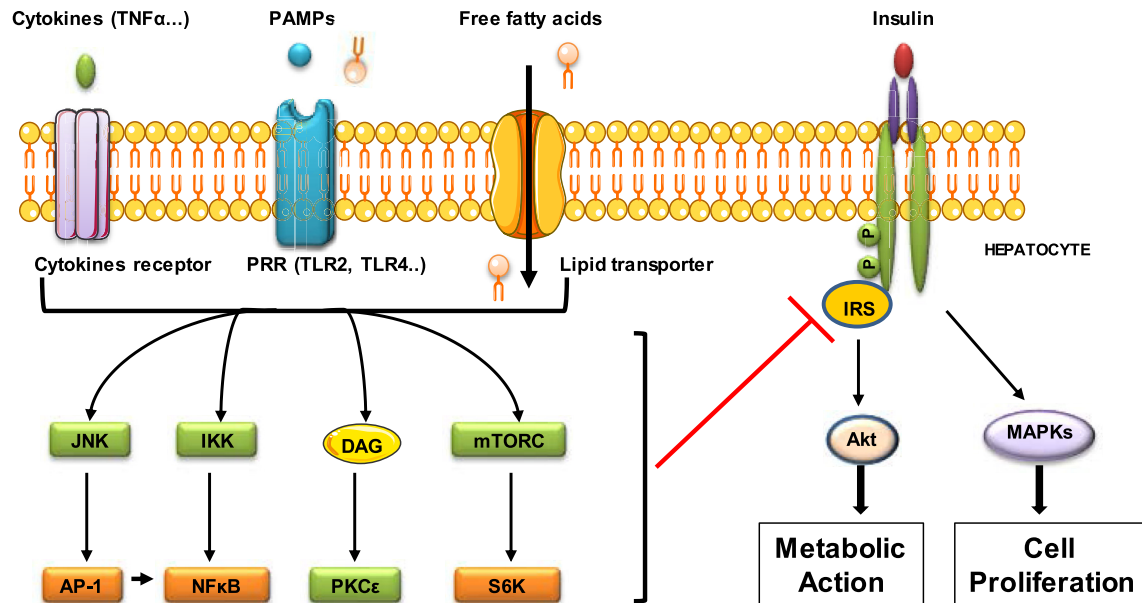 Cytokines (TNFα...)
PAMPs
Free fatty acids
Insulin
P
P
HEPATOCYTE
Cytokines receptor
PRR (TLR2, TLR4..)
Lipid transporter
IRS
JNK
IKK
DAG
mTORC
Akt
MAPKs
AP-1
NFκB
PKCε
S6K
Metabolic
Action
Cell
Proliferation